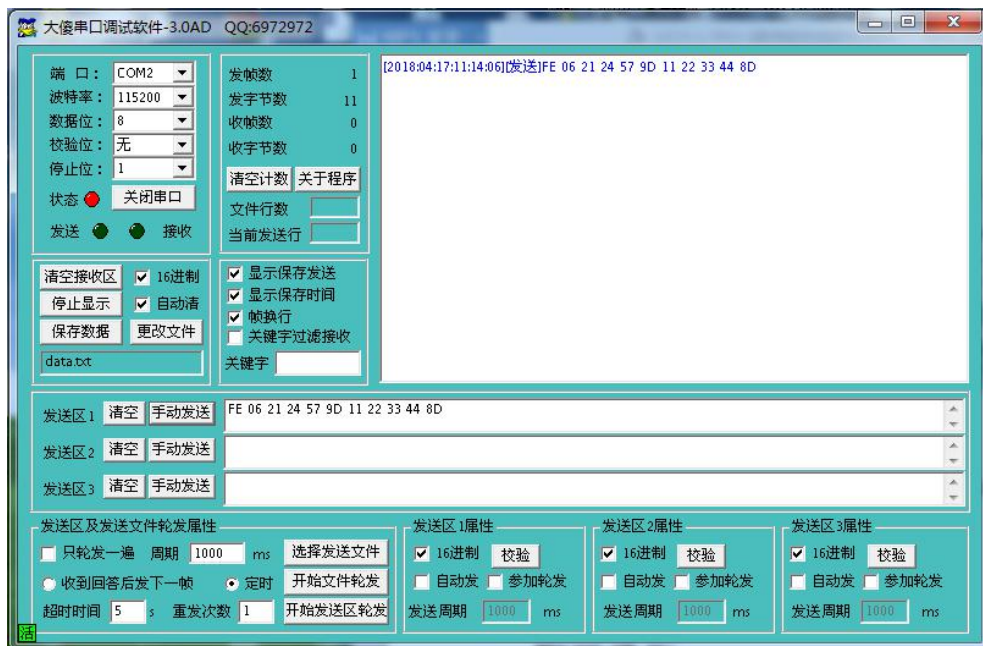 大傻串口调试软件-3.0AD QQ:6972972
端 口： COM2
波特率： 115200
数据位： 8
校验位： 无
停止位： 1
状态 关闭串口
发送 接收
发帧数 1
发字节数 11
收帧数 0
收字节数 0
清空计数 关于程序
文件行数
当前发送行
[2018:04:17:11:14:06][发送]FE 06 21 24 57 9D 11 22 33 44 8D
清空接收区 16进制
停止显示 自动清
保存数据 更改文件
data.txt
显示保存发送
显示保存时间
帧换行
关键字过滤接收
关键字
发送区1 清空 手动发送 FE 06 21 24 57 9D 11 22 33 44 8D
发送区2 清空 手动发送
发送区3 清空 手动发送
发送区及发送文件轮发属性
只轮发一遍 周期 1000 ms 选择发送文件
收到回答后发下一帧 定时 开始文件轮发
超时时间 5 s 重发次数 1 开始发送区轮发
发送区1属性
16进制 校验
自动发 参加轮发
发送周期 1000 ms
发送区2属性
16进制 校验
自动发 参加轮发
发送周期 1000 ms
发送区3属性
16进制 校验
自动发 参加轮发
发送周期 1000 ms
活